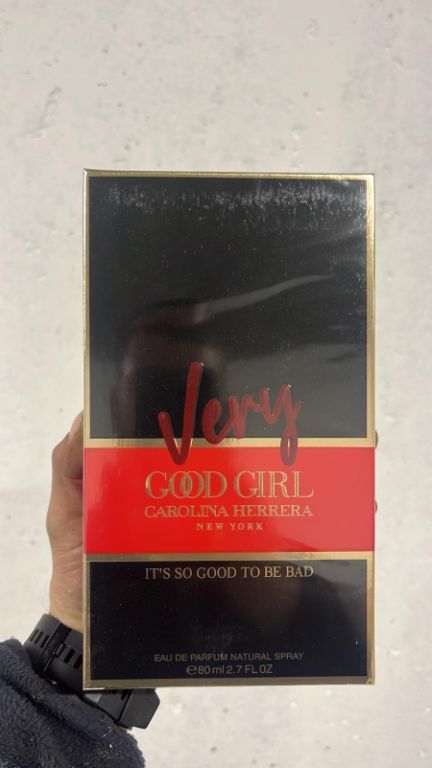 Very
GOOD GIRL
CAROLINA HERRERA
NEW YORK
IT'S SO GOOD TO BE BAD
EAU DE PARFUM NATURAL SPRAY
℮80 ml 2.7 FL OZ